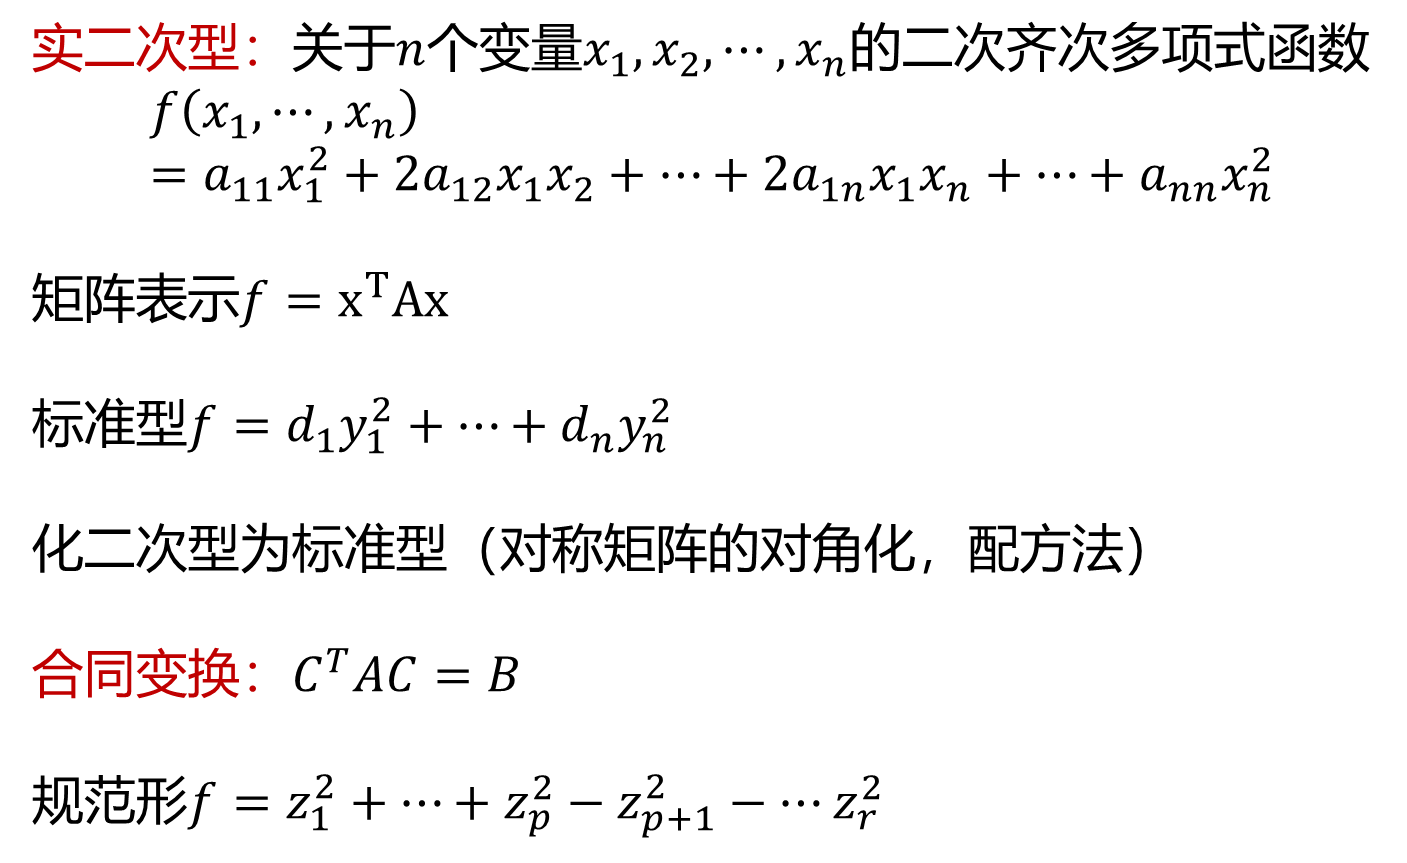 实二次型：关于n个变量x₁, x₂, ⋯, xₙ的二次齐次多项式函数
f(x₁, ⋯, xₙ)
= a₁₁x₁² + 2a₁₂x₁x₂ + ⋯ + 2a₁ₙx₁xₙ + ⋯ + aₙₙxₙ²
矩阵表示f = xᵀAx
标准型f = d₁y₁² + ⋯ + dₙyₙ²
化二次型为标准型（对称矩阵的对角化，配方法）
合同变换：CᵀAC = B
规范形f = z₁² + ⋯ + zₚ² − zₚ₊₁² − ⋯ zᵣ²